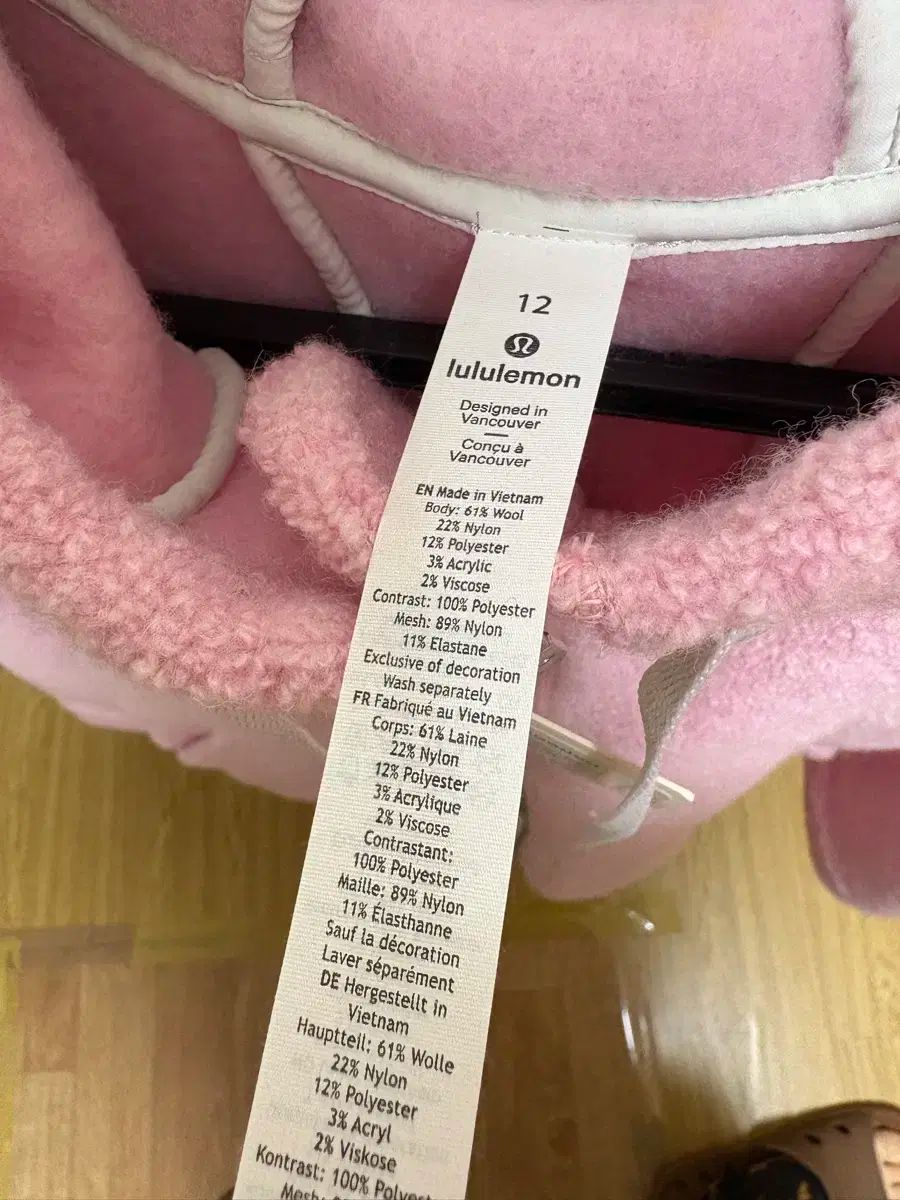 12
lululemon
Designed in
Vancouver
Conçu à
Vancouver
EN Made in Vietnam
Body: 61% Wool
22% Nylon
12% Polyester
3% Acrylic
2% Viscose
Contrast: 100% Polyester
Mesh: 89% Nylon
11% Elastane
Exclusive of decoration
Wash separately
FR Fabriqué au Vietnam
Corps: 61% Laine
22% Nylon
12% Polyester
3% Acrylique
2% Viscose
Contrastant:
100% Polyester
Maille: 89% Nylon
11% Élasthanne
Sauf la décoration
Laver séparément
DE Hergestellt in
Vietnam
Hauptteil: 61% Wolle
22% Nylon
12% Polyester
3% Acryl
2% Viskose
Kontrast: 100%